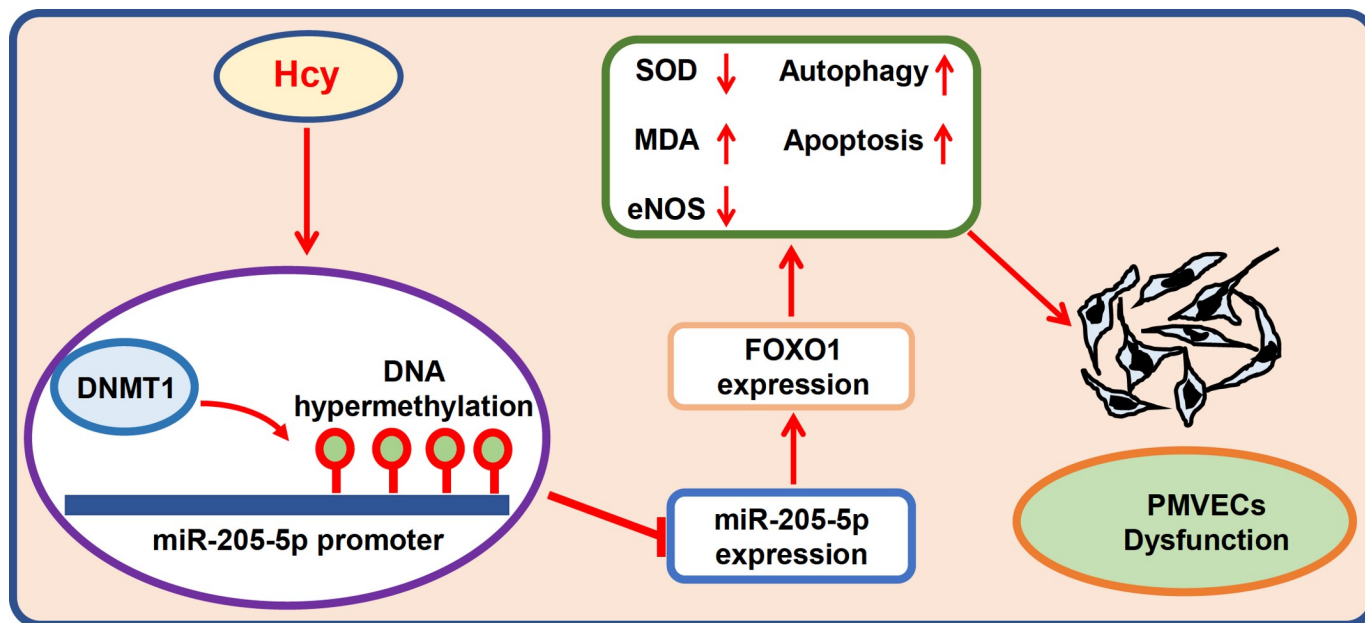 Hcy
DNMT1
DNA
hypermethylation
miR-205-5p promoter
miR-205-5p
expression
FOXO1
expression
SOD ↓ Autophagy ↑
MDA ↑ Apoptosis ↑
eNOS ↓
PMVECs
Dysfunction